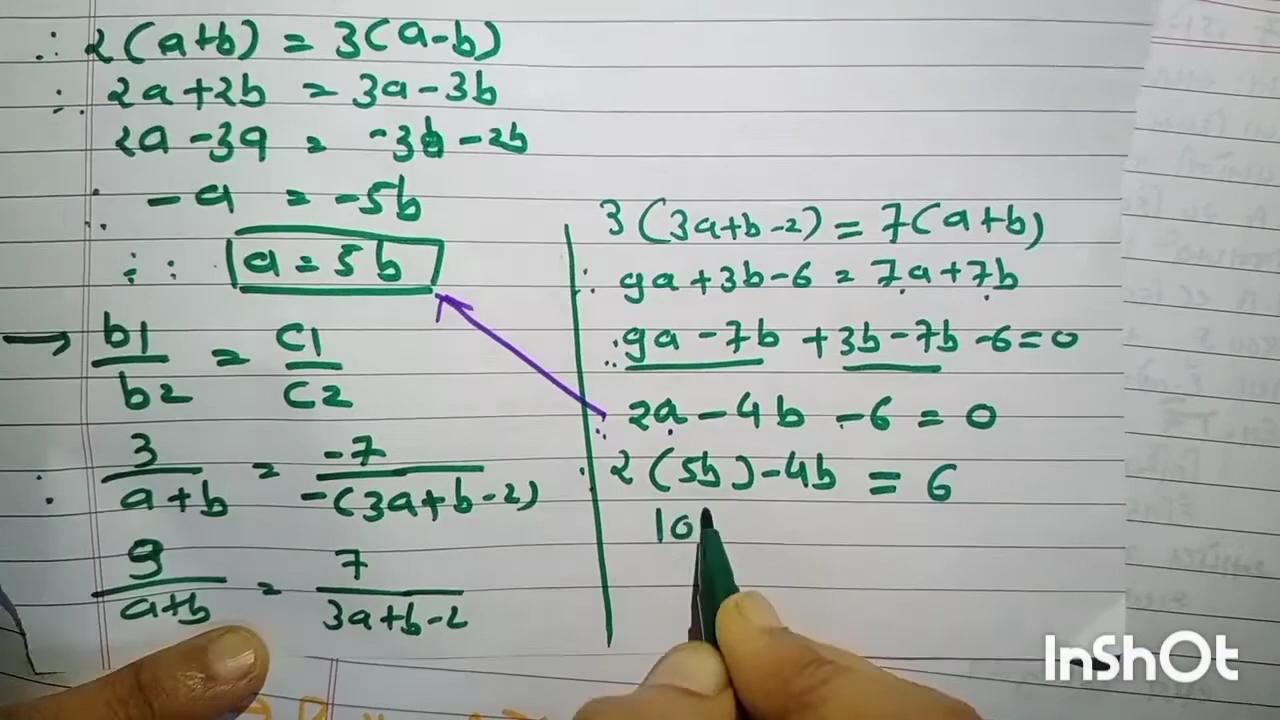 ∴ 2(a+b) = 3(a-b)
∴ 2a+2b = 3a-3b
2a-3a = -3b-2b
∴ -a = -5b
∴ a = 5b
→ b1/b2 = c1/c2
∴ 3/(a+b) = -7/-(3a+b-2)
9/(a+b) = 7/(3a+b-2)
3(3a+b-2) = 7(a+b)
∴ 9a+3b-6 = 7a+7b
∴ 9a-7b+3b-7b-6=0
∴ 2a-4b-6=0
∴ 2(5b)-4b = 6
10
InShOt